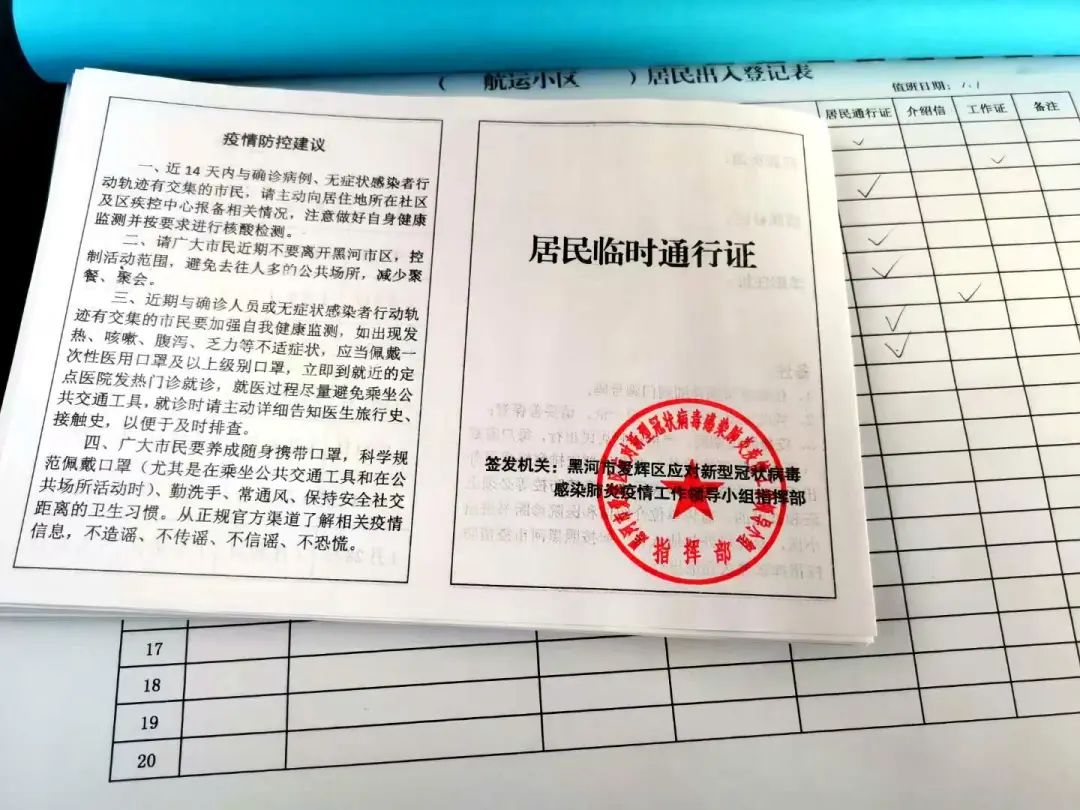 （ 航运小区 ）居民出入登记表
值班日期：1.1
居民通行证 介绍信 工作证 备注
疫情防控建议
一、近14天内与确诊病例、无症状感染者行
动轨迹有交集的市民，请主动向居住地所在社区
及区疾控中心报备相关情况，注意做好自身健康
监测并按要求进行核酸检测。
二、请广大市民近期不要离开黑河市区，控
制活动范围，避免去往人多的公共场所，减少聚
餐、聚会。
三、近期与确诊人员或无症状感染者行动轨
迹有交集的市民要加强自我健康监测，如出现发
热、咳嗽、腹泻、乏力等不适症状，应当佩戴一
次性医用口罩及以上级别口罩，立即到就近的定
点医院发热门诊就诊，就医过程尽量避免乘坐公
共交通工具，就诊时请主动详细告知医生旅行史、
接触史，以便于及时排查。
四、广大市民要养成随身携带口罩，科学规
范佩戴口罩（尤其是在乘坐公共交通工具和在公
共场所活动时）、勤洗手、常通风、保持安全社交
距离的卫生习惯。从正规官方渠道了解相关疫情
信息，不造谣、不传谣、不信谣、不恐慌。
居民临时通行证
签发机关：黑河市爱辉区应对新型冠状病毒
感染肺炎疫情工作领导小组指挥部
指挥部
17
18
19
20